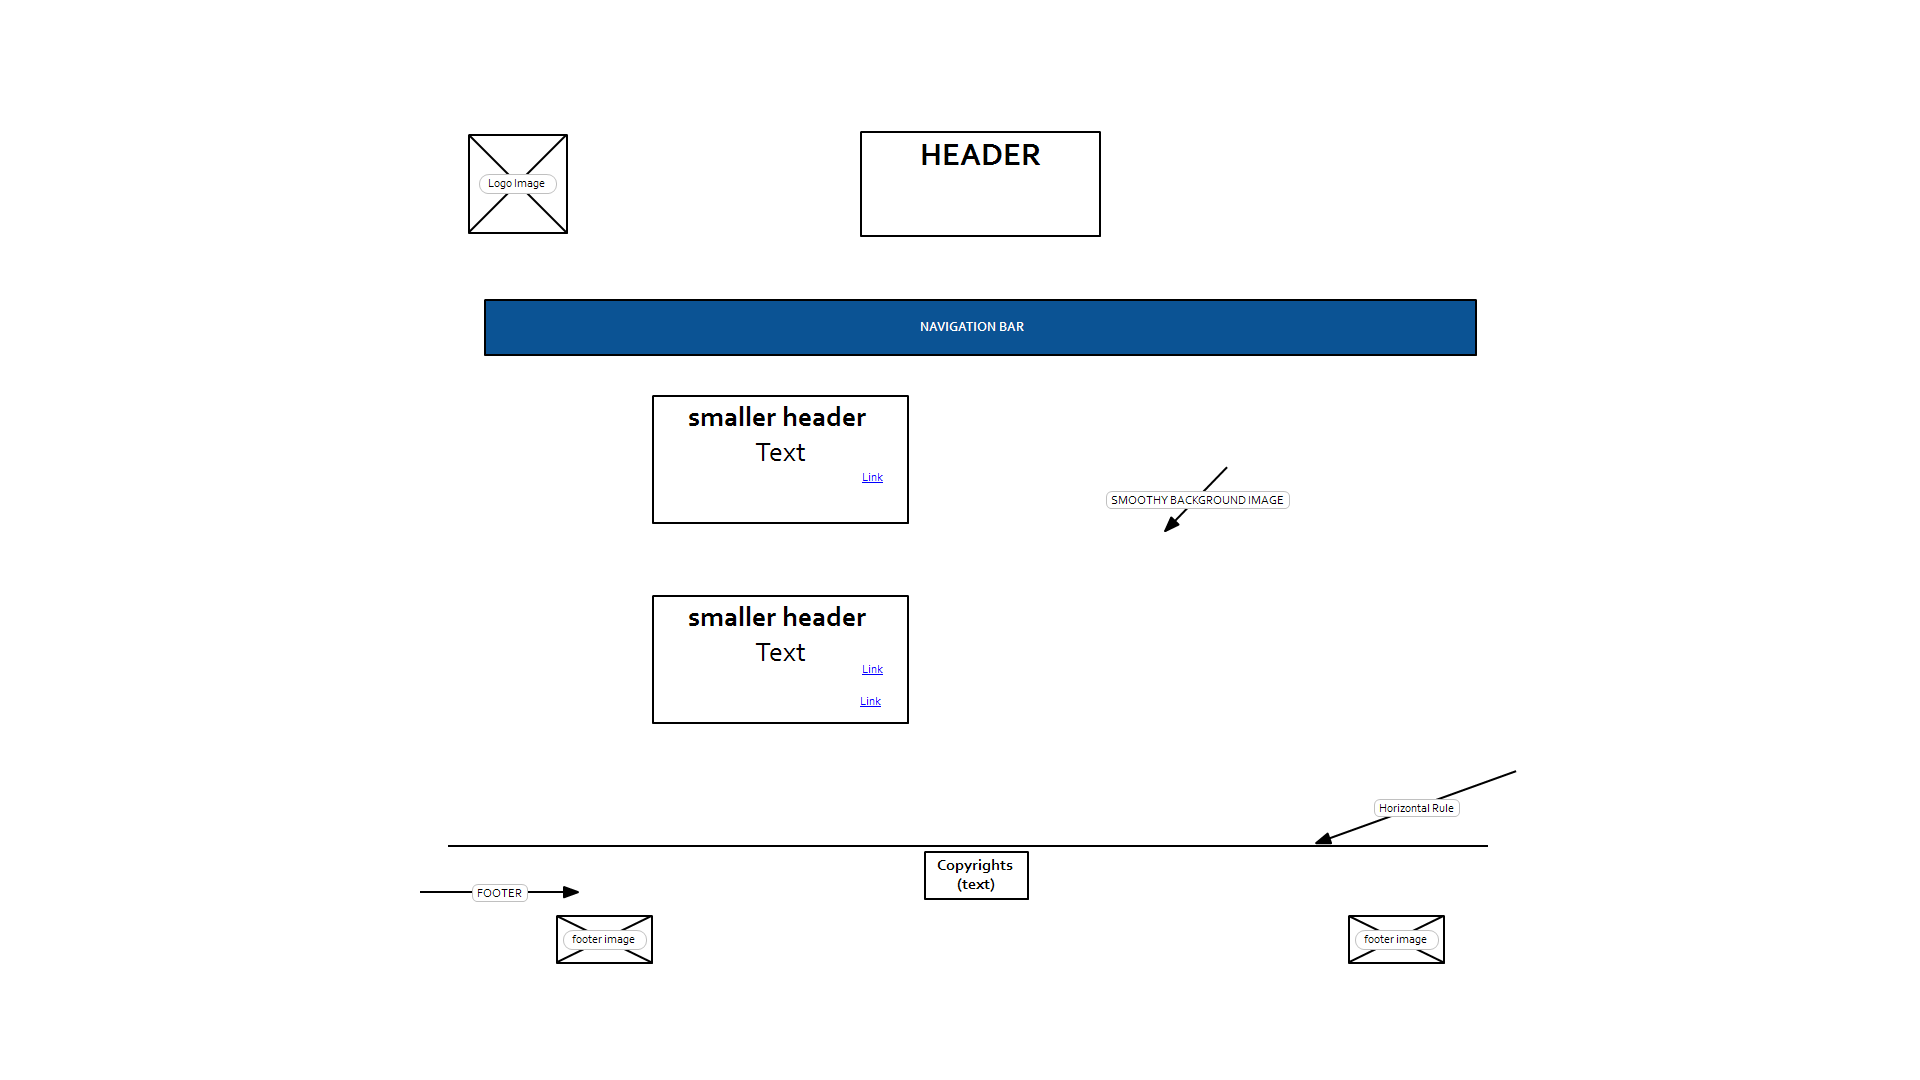 Logo Image
HEADER
NAVIGATION BAR
smaller header
Text
Link
SMOOTHY BACKGROUND IMAGE
smaller header
Text
Link
Link
Horizontal Rule
Copyrights
(text)
FOOTER
footer image
footer image